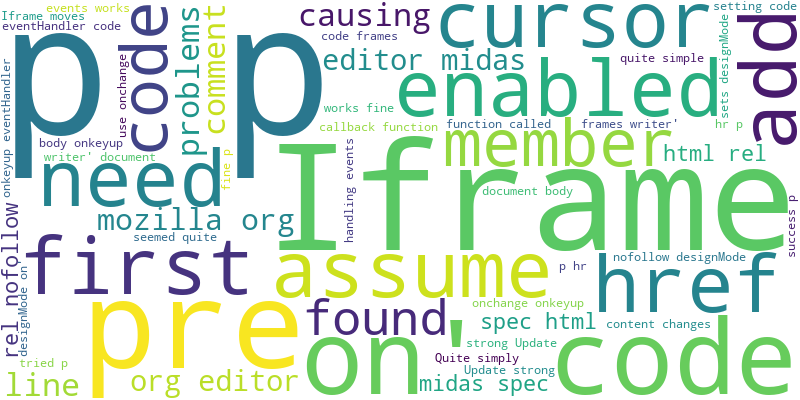 events works
Iframe moves
eventHandler code
p p
code
use onchange
problems
comment
causing
code frames
cursor
setting code
editor midas
quite simple
sets designMode
add
enabled
eventHandler
onkeyup
body onkeyup
writer' document
works fine
callback function
function called
frames writer'
hr p
need
fine p
member
html rel
Iframe
handling events
document body
mozilla org
seemed quite
success p
rel nofollow
first
assume
p hr
nofollow designMode
href
designMode on
pre
found
onchange onkeyup
spec html
content changes
on'
strong Update
code
tried p
line
org editor
Quite simply
Update strong
midas spec